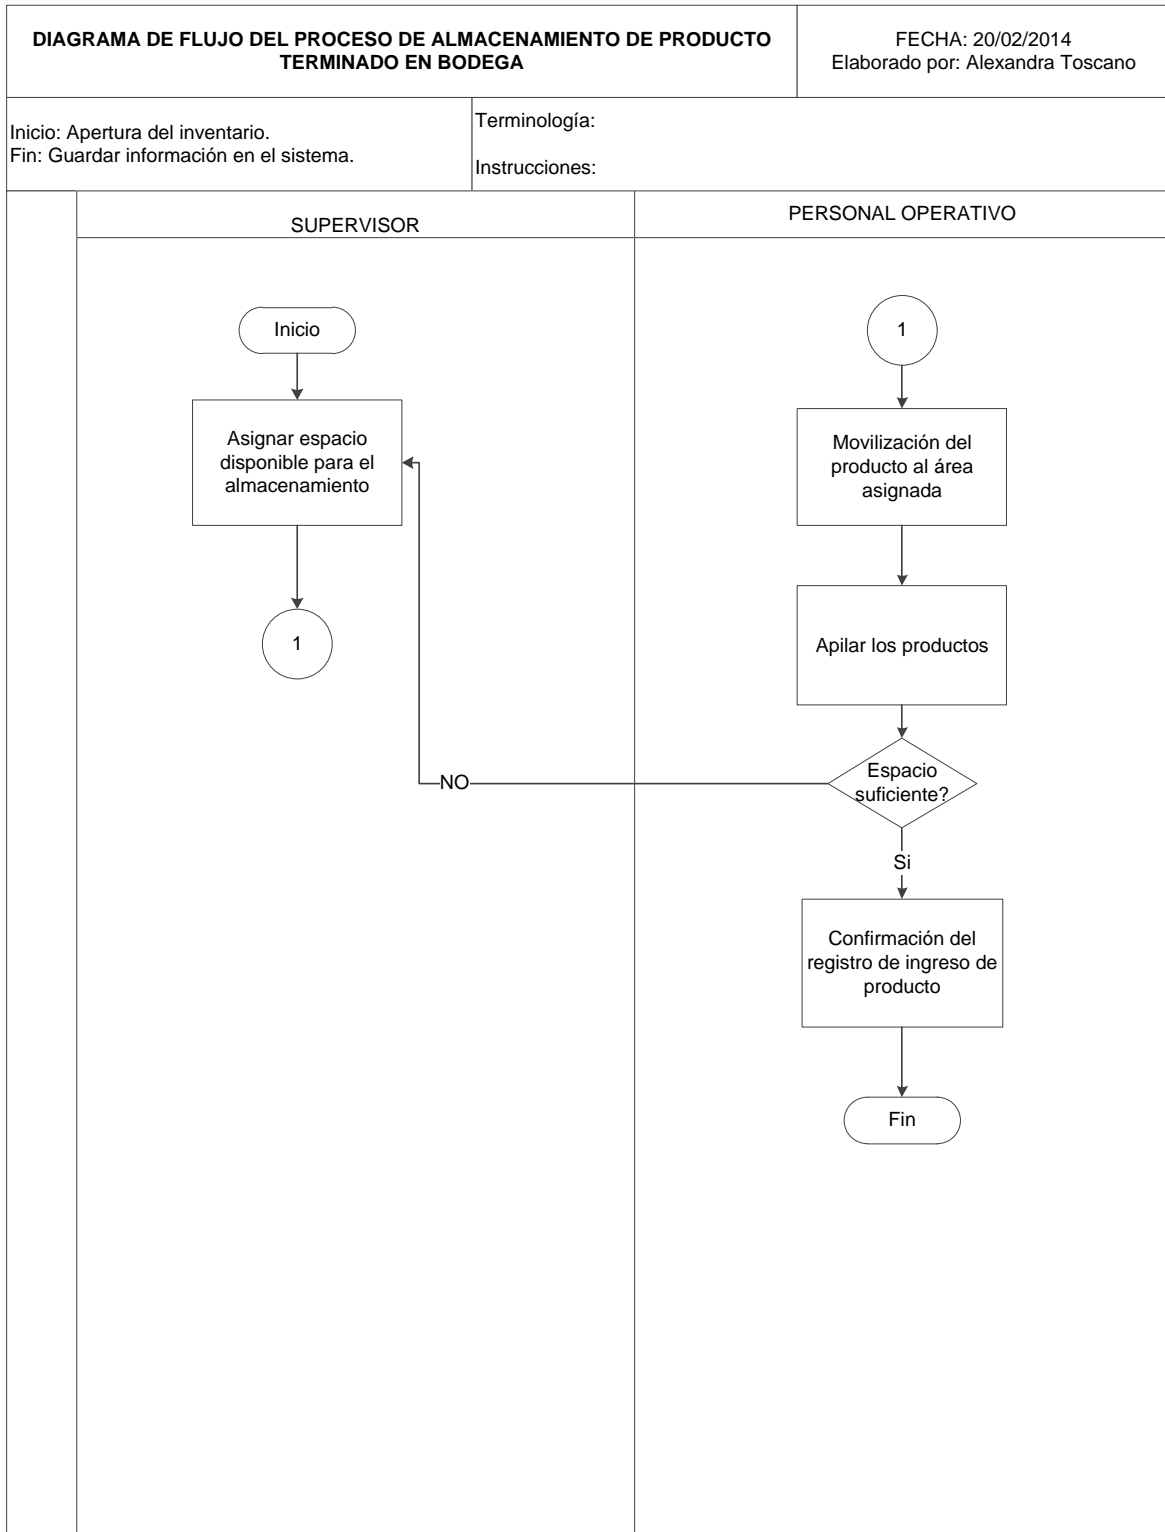 DIAGRAMA DE FLUJO DEL PROCESO DE ALMACENAMIENTO DE PRODUCTO
TERMINADO EN BODEGA
FECHA: 20/02/2014
Elaborado por: Alexandra Toscano
Inicio: Apertura del inventario.
Fin: Guardar información en el sistema.
Terminología:
Instrucciones:
SUPERVISOR
PERSONAL OPERATIVO
Inicio
Asignar espacio
disponible para el
almacenamiento
1
1
Movilización del
producto al área
asignada
Apilar los productos
Espacio
suficiente?
NO
Si
Confirmación del
registro de ingreso de
producto
Fin